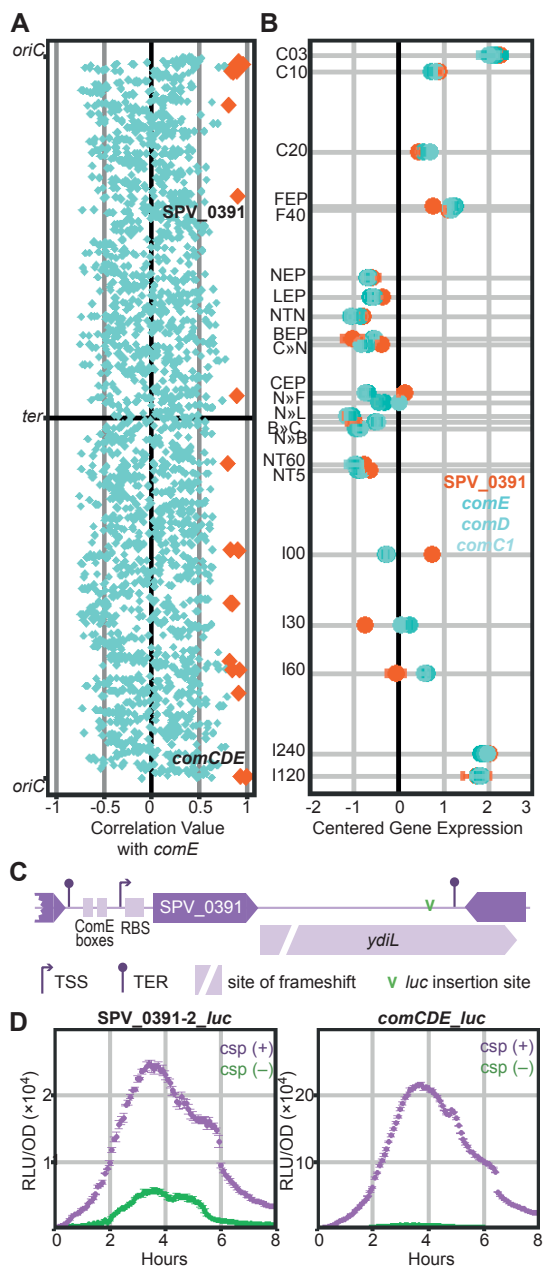 A
oriC
SPV_0391
ter
comCDE
oriC
-1 -0.5 0 0.5 1
Correlation Value
with comE
B
C03
C10
C20
FEP
F40
NEP
LEP
NTN
BEP
C»N
CEP
N»F
N»L
B»C
N»B
NT60
NT5
SPV_0391
comE
comD
comC1
I00
I30
I60
I240
I120
-2 -1 0 1 2
Centered Gene Expression
C
SPV_0391
ComE
boxes
RBS
ydiL
TSS TER site of frameshift v luc insertion site
D
SPV_0391-2_luc
csp (+)
csp (–)
RLU/OD (×10⁴)
2
1
0 2 4 6 8
Hours
comCDE_luc
csp (+)
csp (–)
RLU/OD (×10⁴)
20
10
0 2 4 6 8
Hours